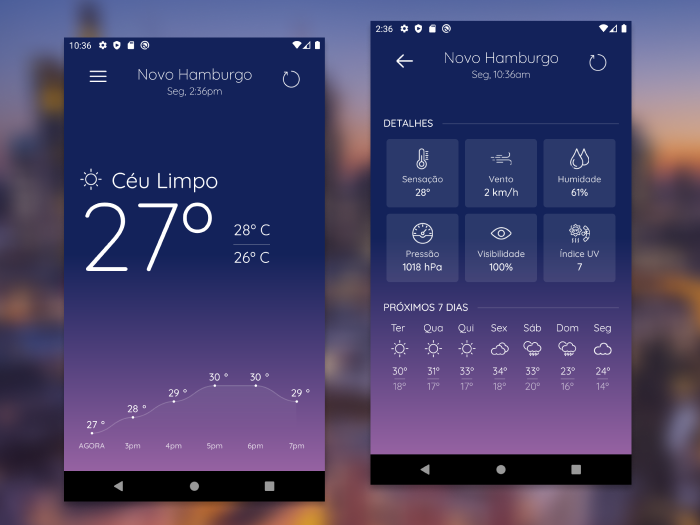 10:36
Novo Hamburgo
Seg, 2:36pm
Céu Limpo
27°
28° C
26° C
27 °
28 °
29 °
30 °
30 °
29 °
AGORA 3pm 4pm 5pm 6pm 7pm
2:36
Novo Hamburgo
Seg, 10:36am
DETALHES
Sensação
28°
Vento
2 km/h
Humidade
61%
Pressão
1018 hPa
Visibilidade
100%
Índice UV
7
PRÓXIMOS 7 DIAS
Ter Qua Qui Sex Sáb Dom Seg
30° 31° 33° 34° 33° 23° 24°
18° 17° 17° 18° 20° 16° 14°